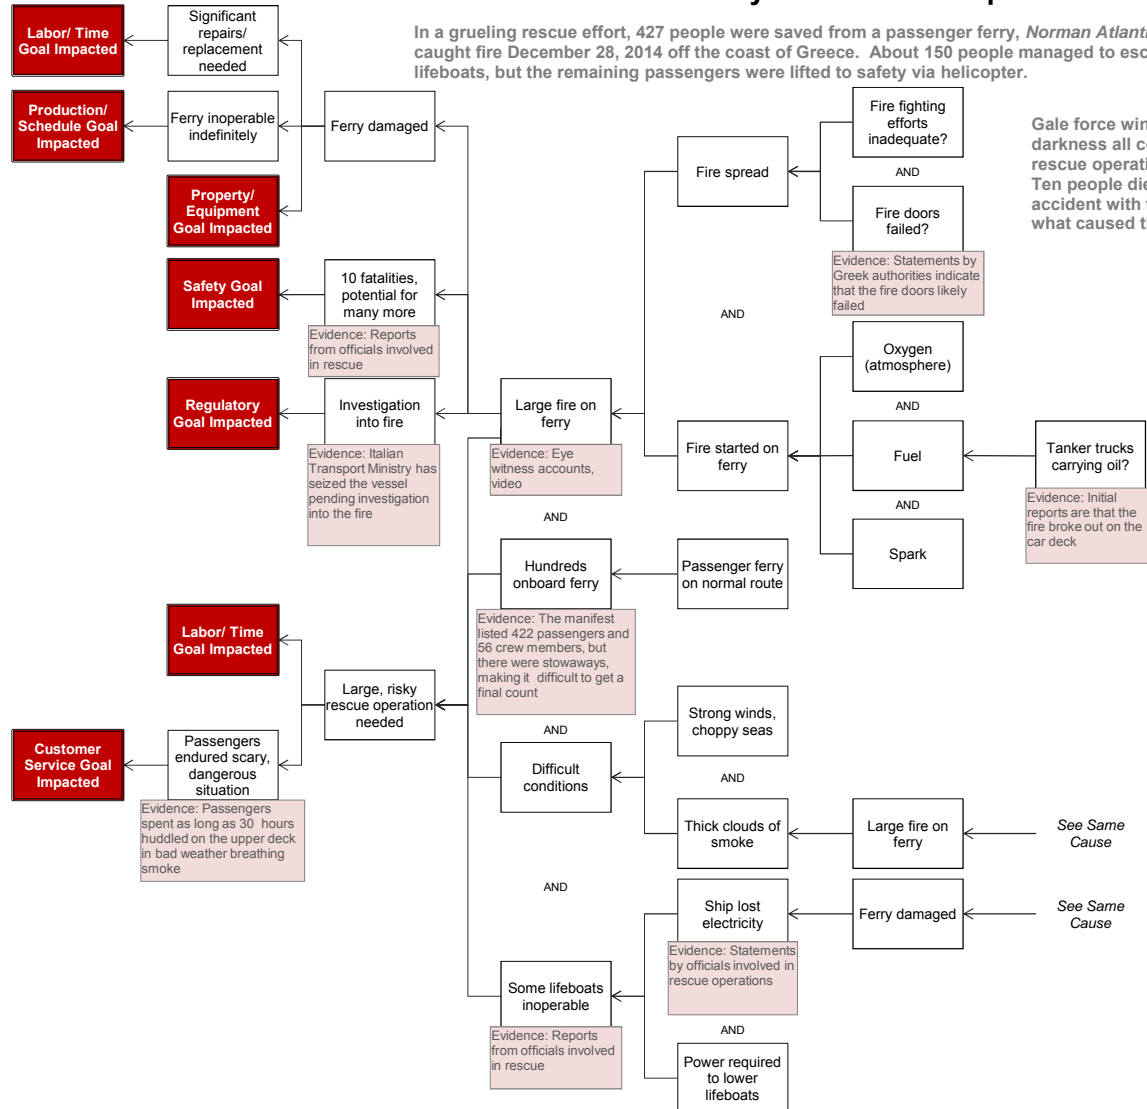 In a grueling rescue effort, 427 people were saved from a passenger ferry, Norman Atlanti
caught fire December 28, 2014 off the coast of Greece.  About 150 people managed to esc
lifeboats, but the remaining passengers were lifted to safety via helicopter.
Gale force win
darkness all c
rescue operati
Ten people die
accident with
what caused t
Labor/ Time
Goal Impacted
Significant
repairs/
replacement
needed
Production/
Schedule Goal
Impacted
Ferry inoperable
indefinitely
Ferry damaged
Property/
Equipment
Goal Impacted
Safety Goal
Impacted
10 fatalities,
potential for
many more
Evidence: Reports
from officials involved
in rescue
Regulatory
Goal Impacted
Investigation
into fire
Evidence: Italian
Transport Ministry has
seized the vessel
pending investigation
into the fire
Large fire on
ferry
Evidence: Eye
witness accounts,
video
AND
Fire spread
Fire fighting
efforts
inadequate?
AND
Fire doors
failed?
Evidence: Statements by
Greek authorities indicate
that the fire doors likely
failed
AND
Fire started on
ferry
Oxygen
(atmosphere)
AND
Fuel
AND
Spark
Tanker trucks
carrying oil?
Evidence: Initial
reports are that the
fire broke out on the
car deck
Hundreds
onboard ferry
Evidence: The manifest
listed 422 passengers and
56 crew members, but
there were stowaways,
making it  difficult to get a
final count
Passenger ferry
on normal route
Labor/ Time
Goal Impacted
Large, risky
rescue operation
needed
Customer
Service Goal
Impacted
Passengers
endured scary,
dangerous
situation
Evidence: Passengers
spent as long as 30  hours
huddled on the upper deck
in bad weather breathing
smoke
AND
Difficult
conditions
Strong winds,
choppy seas
AND
Thick clouds of
smoke
Large fire on
ferry
See Same
Cause
AND
Some lifeboats
inoperable
Evidence: Reports
from officials involved
in rescue
Ship lost
electricity
Evidence: Statements
by officials involved in
rescue operations
Ferry damaged
See Same
Cause
AND
Power required
to lower
lifeboats